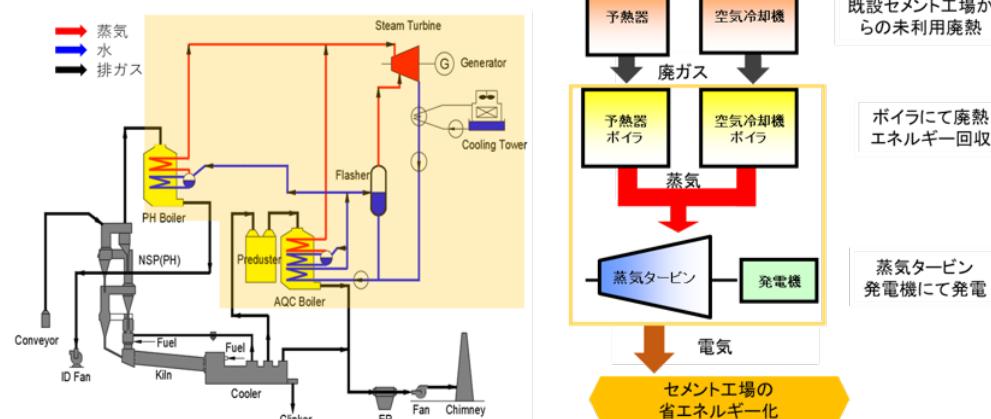 蒸気
水
排ガス
Steam Turbine
G
Generator
Cooling Tower
Flasher
PH Boiler
NSP(PH)
Preduster
AQC Boiler
Conveyor
ID Fan
Fuel
Kiln
Fuel
Cooler
Clinker
EP
Fan
Chimney
予熱器
空気冷却機
既設セメント工場か
らの未利用廃熱
廃ガス
予熱器
ボイラ
空気冷却機
ボイラ
ボイラにて廃熱
エネルギー回収
蒸気
蒸気タービン
発電機
蒸気タービン
発電機にて発電
電気
セメント工場の
省エネルギー化